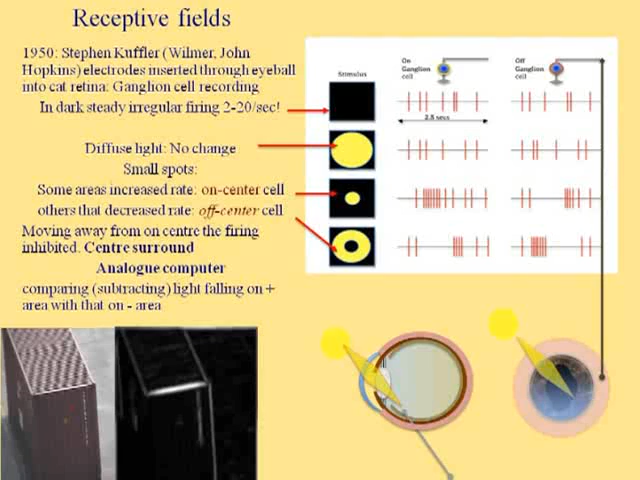 Receptive fields
1950: Stephen Kuffler (Wilmer, John
Hopkins) electrodes inserted through eyeball
into cat retina: Ganglion cell recording
In dark steady irregular firing 2-20/sec!
Diffuse light: No change
Small spots:
Some areas increased rate: on-center cell
others that decreased rate: off-center cell
Moving away from on centre the firing
inhibited. Centre surround
Analogue computer
comparing (subtracting) light falling on +
area with that on - area
Stimulus
On
Ganglion
cell
Off
Ganglion
cell
2.5 secs